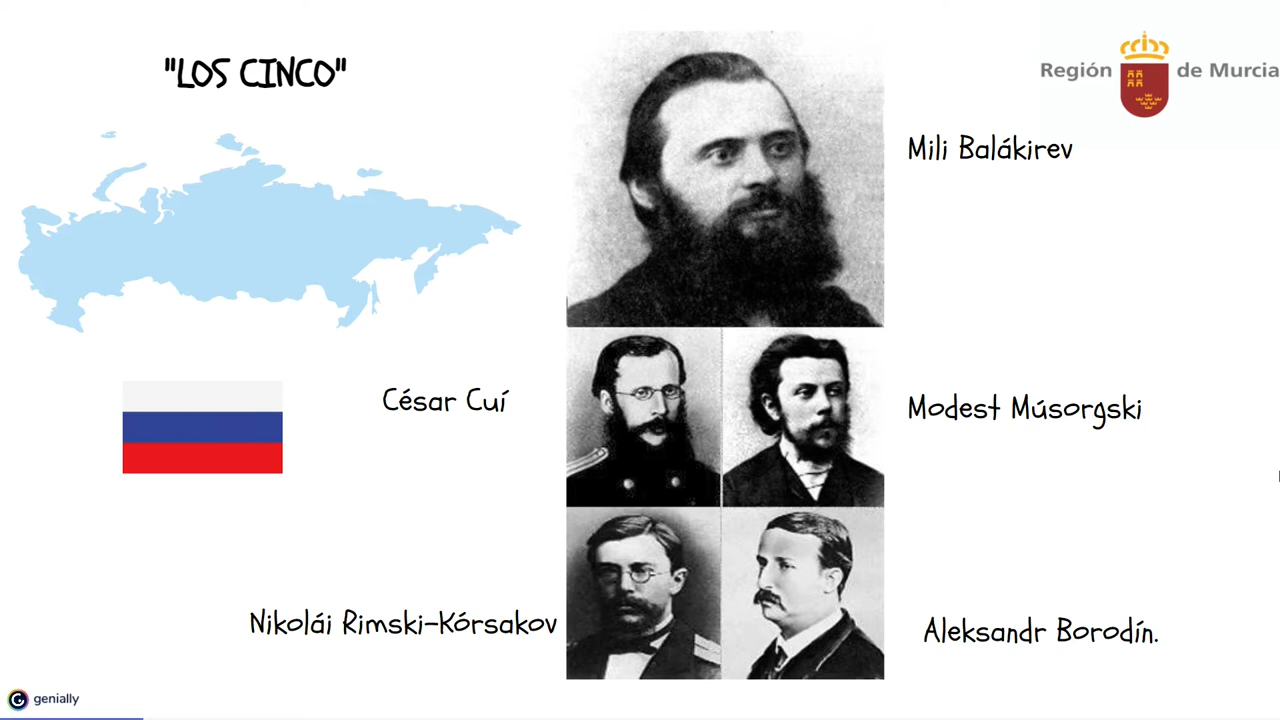 "LOS CINCO"
Región de Murcia
Mili Balákirev
César Cuí
Modest Músorgski
Nikolái Rimski-Kórsakov
Aleksandr Borodín.
genially